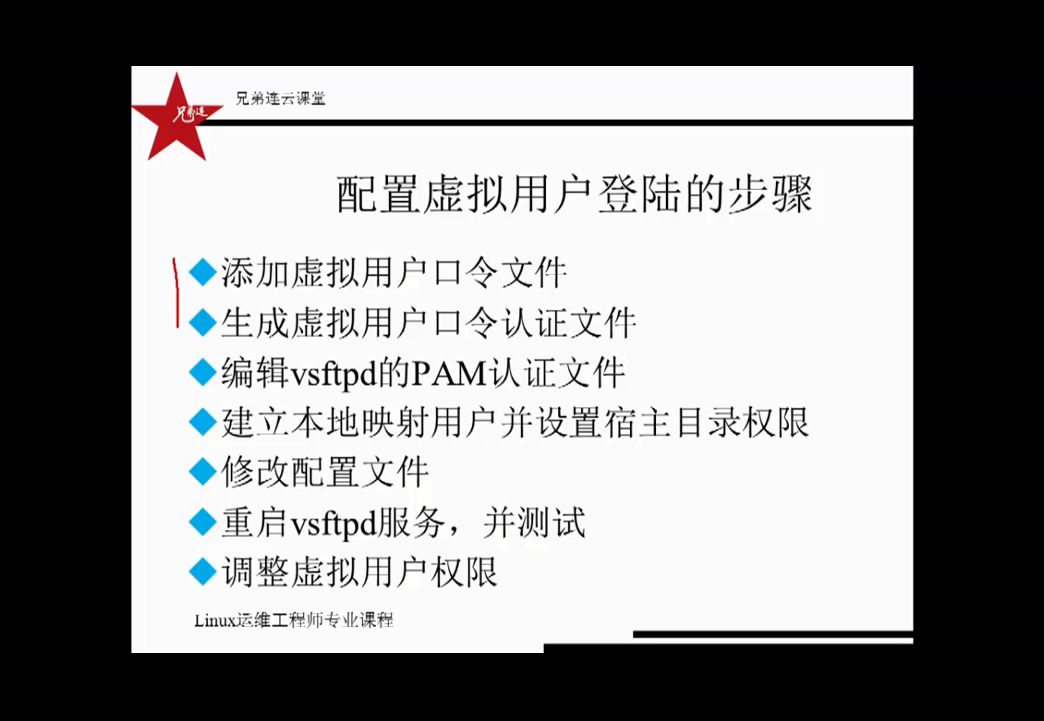 兄弟连
兄弟连云课堂
配置虚拟用户登陆的步骤
添加虚拟用户口令文件
生成虚拟用户口令认证文件
编辑vsftpd的PAM认证文件
建立本地映射用户并设置宿主目录权限
修改配置文件
重启vsftpd服务，并测试
调整虚拟用户权限
Linux运维工程师专业课程